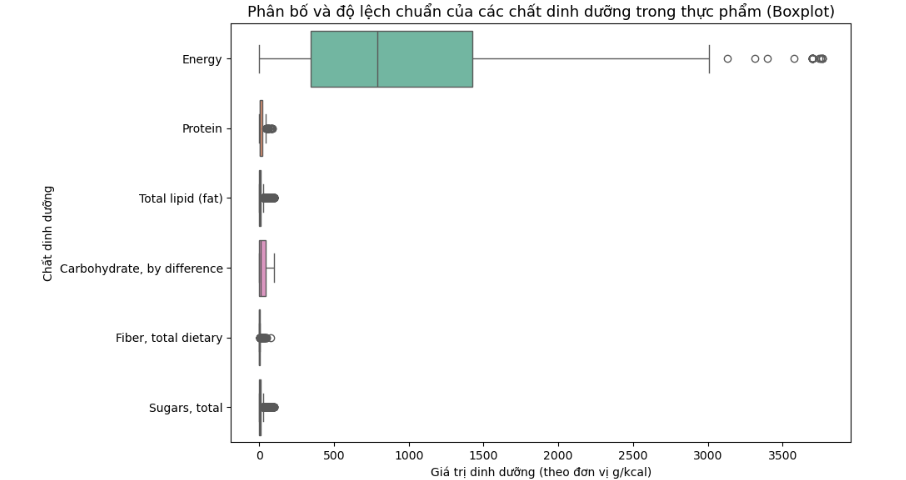 Phân bố và độ lệch chuẩn của các chất dinh dưỡng trong thực phẩm (Boxplot)
Chất dinh dưỡng
Energy
Protein
Total lipid (fat)
Carbohydrate, by difference
Fiber, total dietary
Sugars, total
0 500 1000 1500 2000 2500 3000 3500
Giá trị dinh dưỡng (theo đơn vị g/kcal)